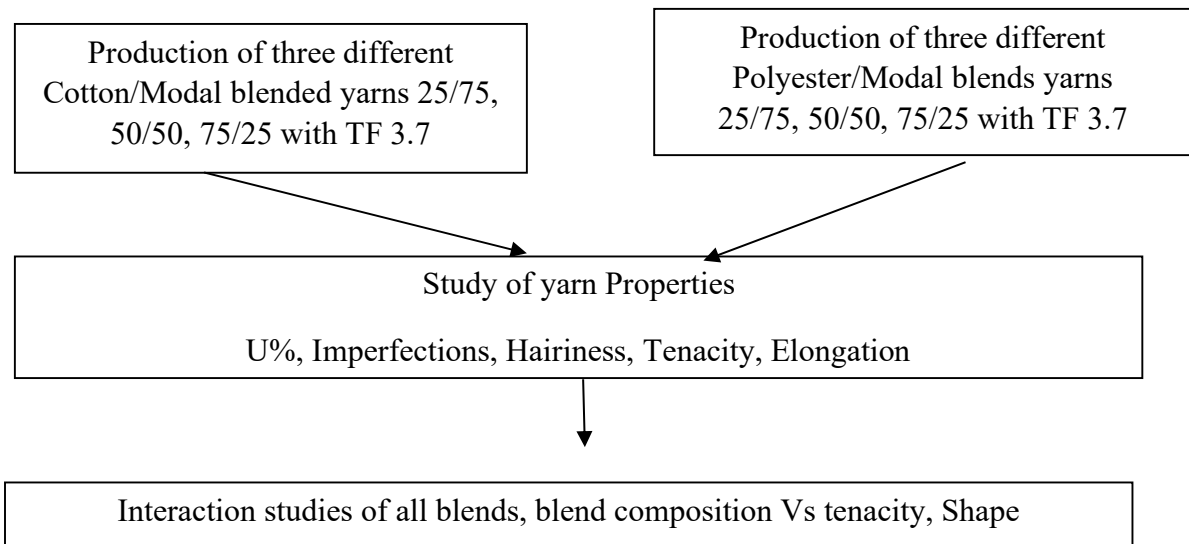 Production of three different
Cotton/Modal blended yarns 25/75,
50/50, 75/25 with TF 3.7
Production of three different
Polyester/Modal blends yarns
25/75, 50/50, 75/25 with TF 3.7
Study of yarn Properties
U%, Imperfections, Hairiness, Tenacity, Elongation
Interaction studies of all blends, blend composition Vs tenacity, Shape